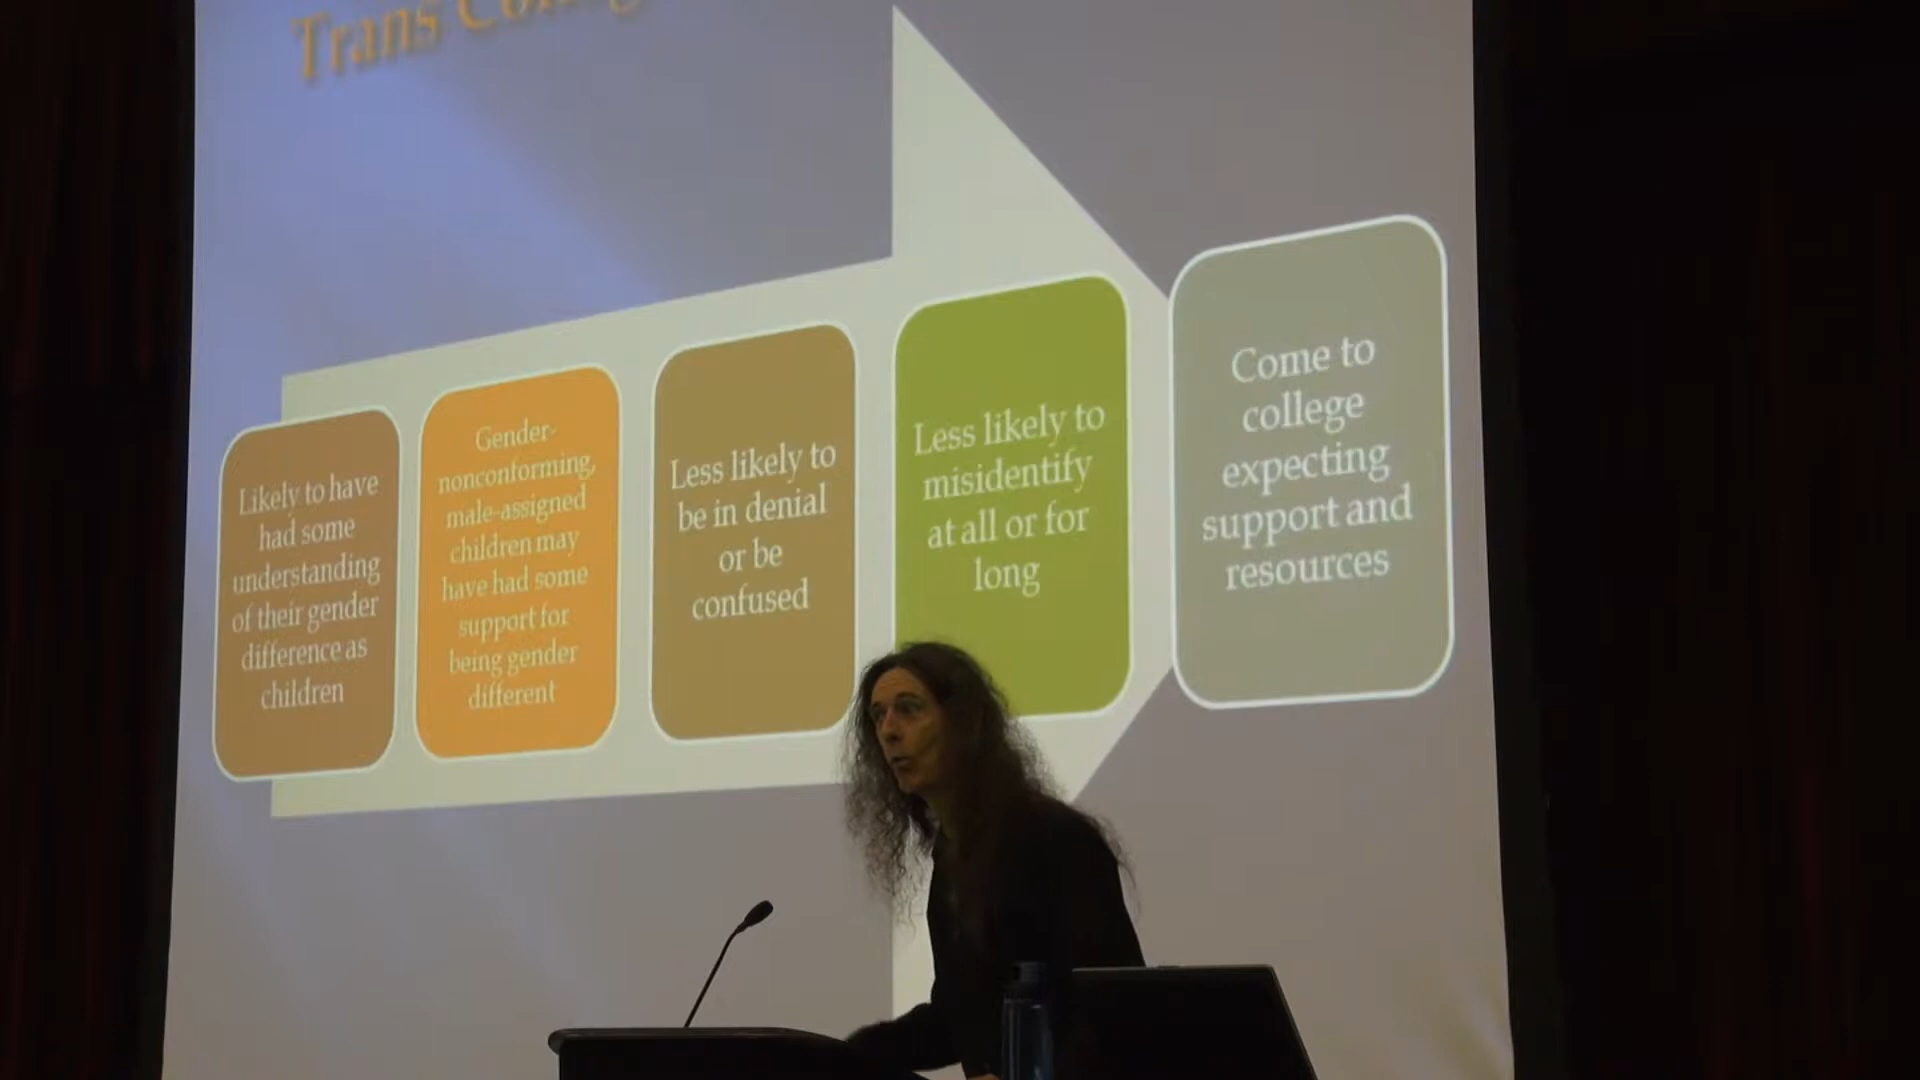 Trans
Likely to have
had some
understanding
of their gender
difference as
children
Gender-
nonconforming,
male-assigned
children may
have had some
support for
being gender
different
Less likely to
be in denial
or be
confused
Less likely to
misidentify
at all or for
long
Come to
college
expecting
support and
resources